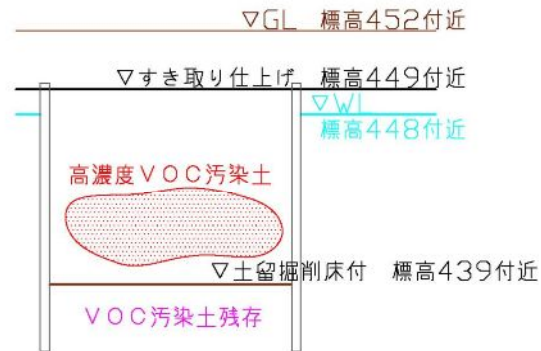 ▽GL 標高452付近
▽すき取り仕上げ 標高449付近
▽WL
標高448付近
高濃度VOC汚染土
▽土留掘削床付 標高439付近
VOC汚染土残存